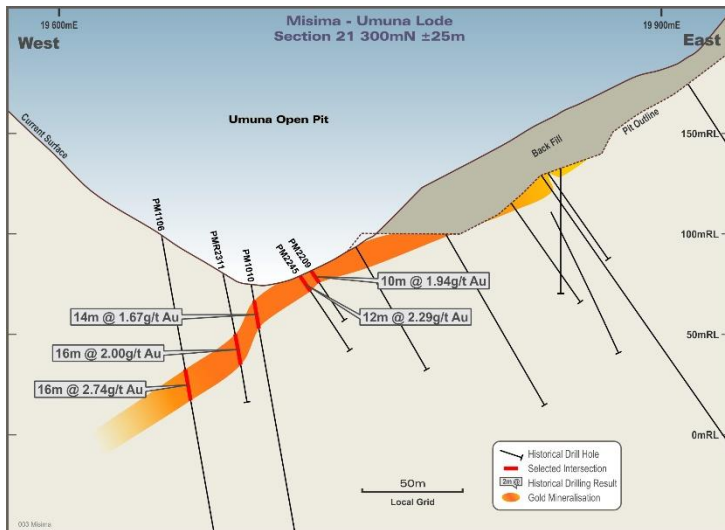 Misima - Umuna Lode
Section 21 300mN ±25m
19 600mE
19 990mE
West
East
Umuna Open Pit
Current Surface
Back Fill
Pit Outline
150mRL
100mRL
50mRL
0mRL
PM1106
PMR2311
PM1010
PM2245
PM2209
10m @ 1.94g/t Au
12m @ 2.29g/t Au
14m @ 1.67g/t Au
16m @ 2.00g/t Au
16m @ 2.74g/t Au
50m
Local Grid
Historical Drill Hole
Selected Intersection
2m @
Historical Drilling Result
Gold Mineralisation
003 Misima